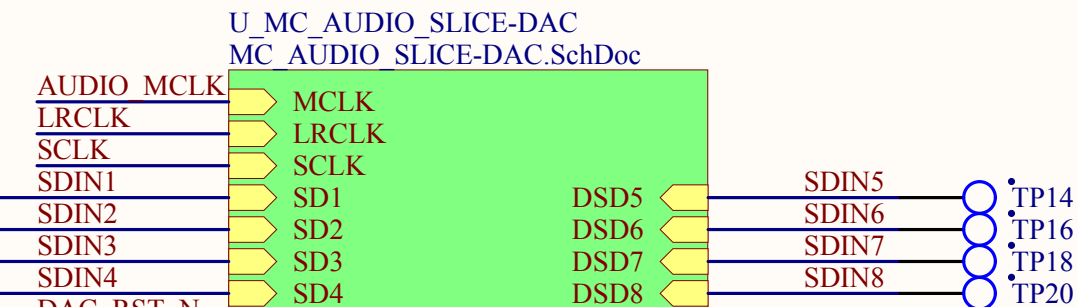 U_MC_AUDIO_SLICE-DAC
MC_AUDIO_SLICE-DAC.SchDoc
AUDIO_MCLK MCLK
LRCLK LRCLK
SCLK SCLK
SDIN1 SD1 DSD5 SDIN5 TP14
SDIN2 SD2 DSD6 SDIN6 TP16
SDIN3 SD3 DSD7 SDIN7 TP18
SDIN4 SD4 DSD8 SDIN8 TP20
DAC_RST_N